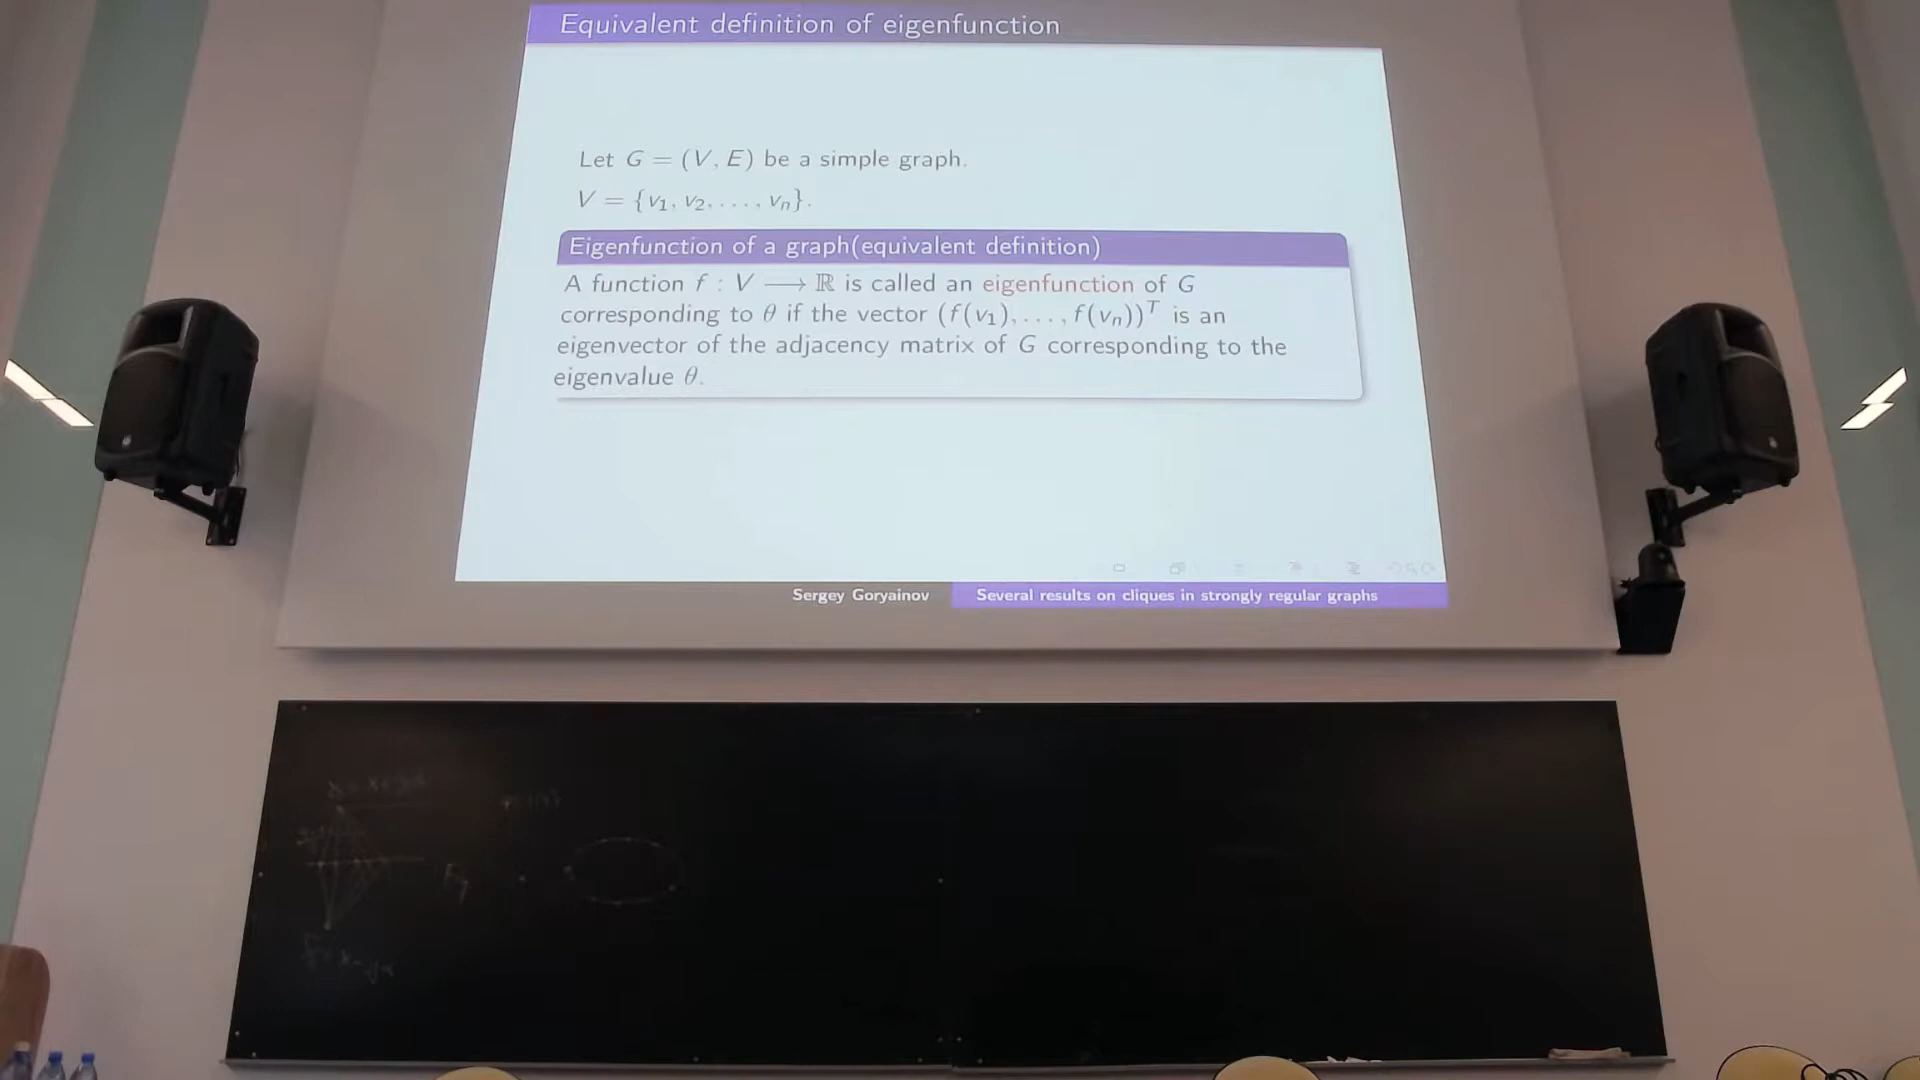 Equivalent definition of eigenfunction
Let G = (V, E) be a simple graph.
V = {v₁, v₂, . . . , vₙ}.
Eigenfunction of a graph(equivalent definition)
A function f : V ⟶ ℝ is called an eigenfunction of G
corresponding to θ if the vector (f(v₁), . . . , f(vₙ))ᵀ is an
eigenvector of the adjacency matrix of G corresponding to the
eigenvalue θ.
Sergey Goryainov Several results on cliques in strongly regular graphs